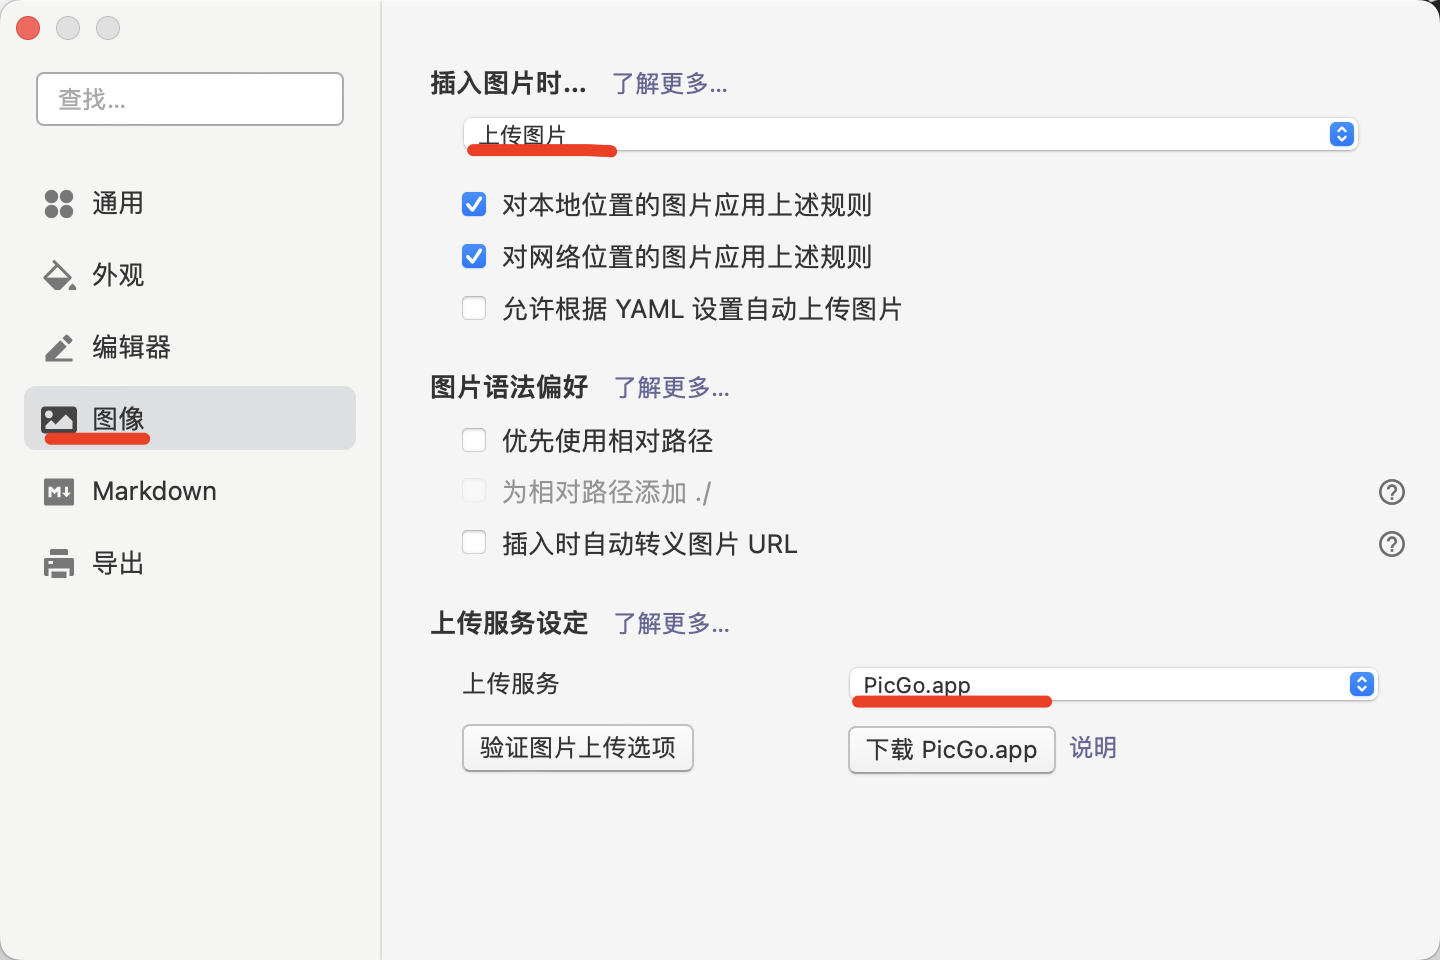 查找...
通用
外观
编辑器
图像
Markdown
导出
插入图片时... 了解更多...
上传图片
对本地位置的图片应用上述规则
对网络位置的图片应用上述规则
允许根据 YAML 设置自动上传图片
图片语法偏好 了解更多...
优先使用相对路径
为相对路径添加 ./
插入时自动转义图片 URL
上传服务设定 了解更多...
上传服务 PicGo.app
验证图片上传选项 下载 PicGo.app 说明